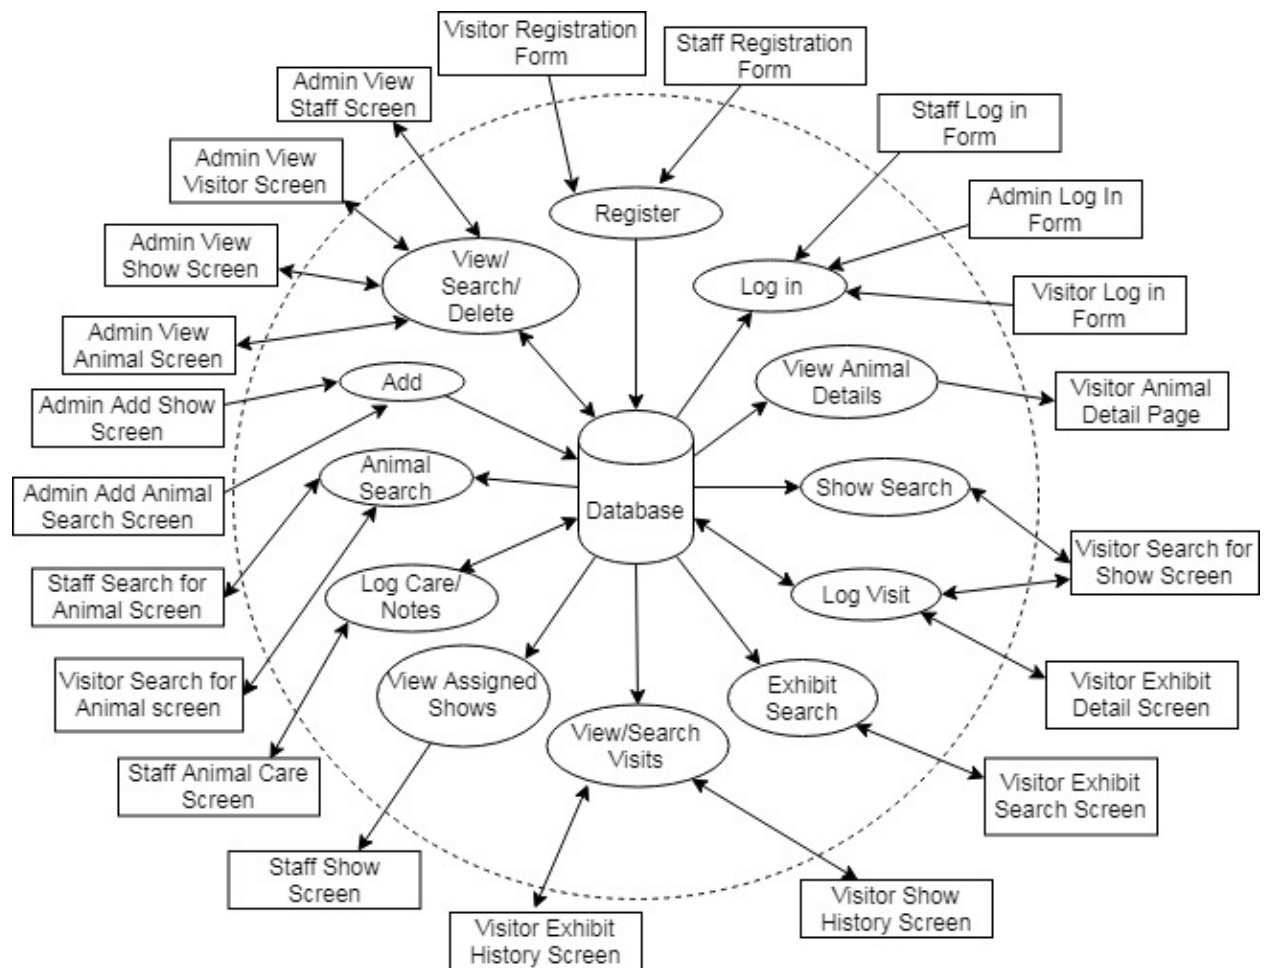 Visitor Registration
Form
Staff Registration
Form
Admin View
Staff Screen
Staff Log in
Form
Admin View
Visitor Screen
Admin Log In
Form
Register
Admin View
Show Screen
View/
Search/
Delete
Log in
Visitor Log in
Form
Admin View
Animal Screen
Add
View Animal
Details
Visitor Animal
Detail Page
Admin Add Show
Screen
Animal
Search
Show Search
Admin Add Animal
Search Screen
Database
Visitor Search for
Show Screen
Staff Search for
Animal Screen
Log Care/
Notes
Log Visit
Visitor Search for
Animal screen
View Assigned
Shows
Exhibit
Search
Visitor Exhibit
Detail Screen
View/Search
Visits
Staff Animal Care
Screen
Visitor Exhibit
Search Screen
Staff Show
Screen
Visitor Show
History Screen
Visitor Exhibit
History Screen